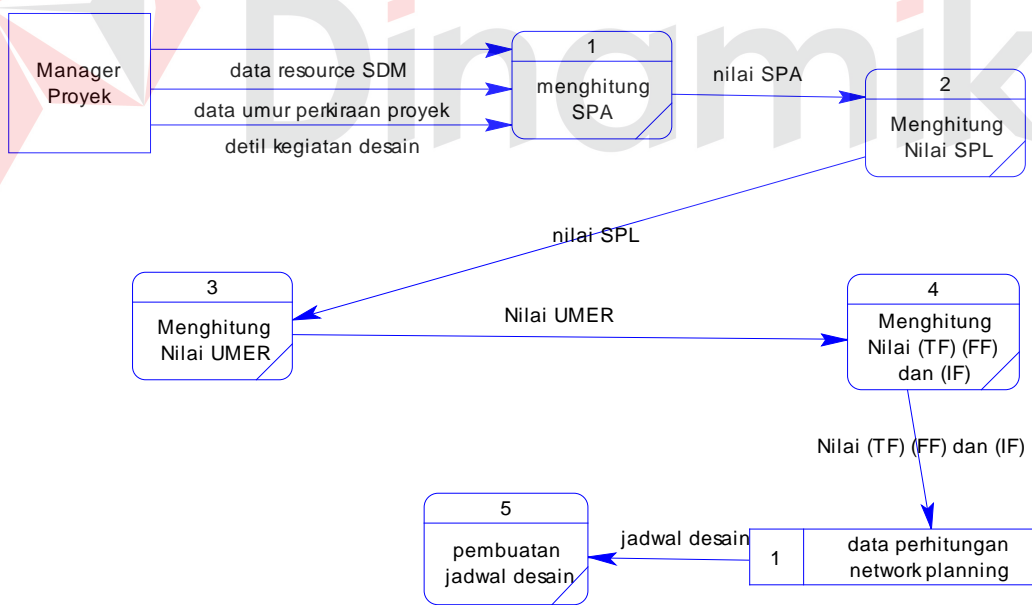 Dinamik
Manager
Proyek
data resource SDM
data umur perkiraan proyek
detil kegiatan desain
1
menghitung
SPA
nilai SPA
2
Menghitung
Nilai SPL
nilai SPL
3
Menghitung
Nilai UMER
Nilai UMER
4
Menghitung
Nilai (TF) (FF)
dan (IF)
Nilai (TF) (FF) dan (IF)
5
pembuatan
jadwal desain
jadwal desain
1
data perhitungan
network planning